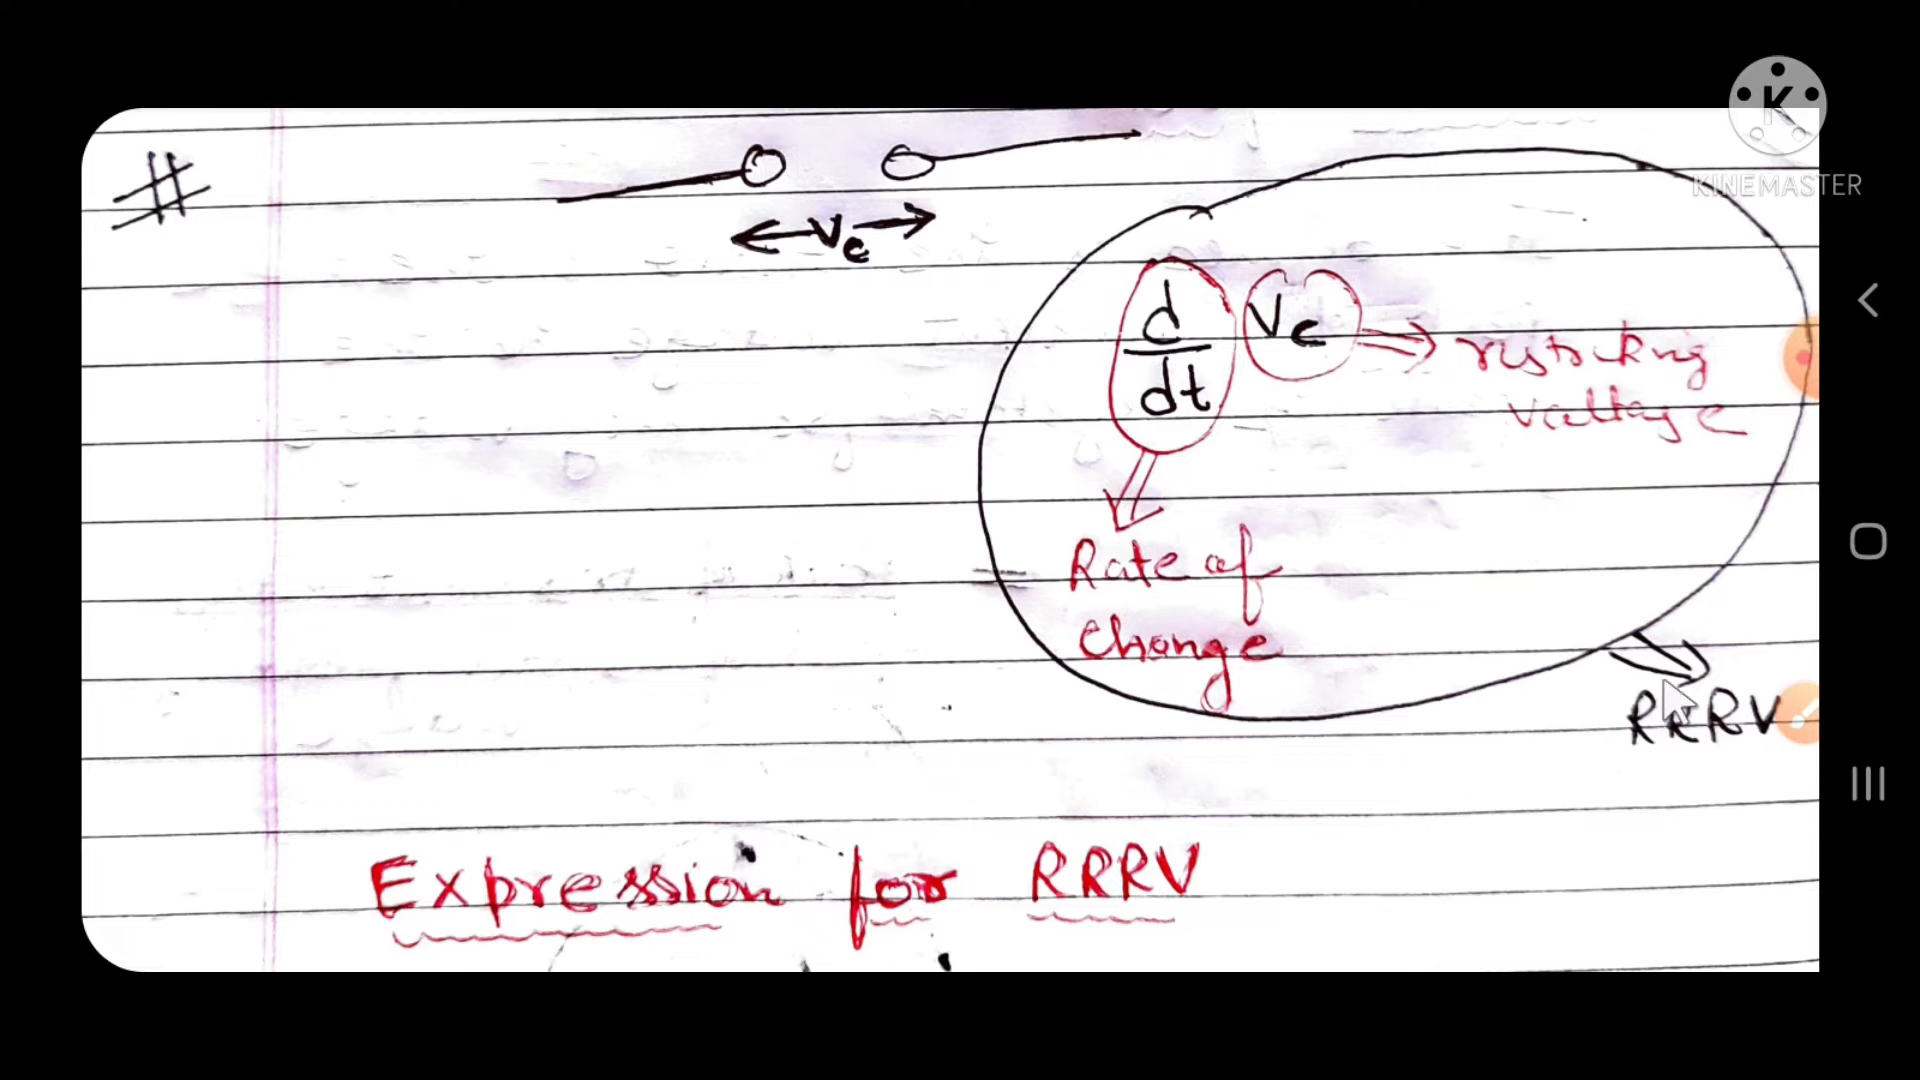 #
Vc
d/dt Vc ⇒ restriking
voltage
Rate of
Change
RRRV
Expression for RRRV
K
KINEMASTER